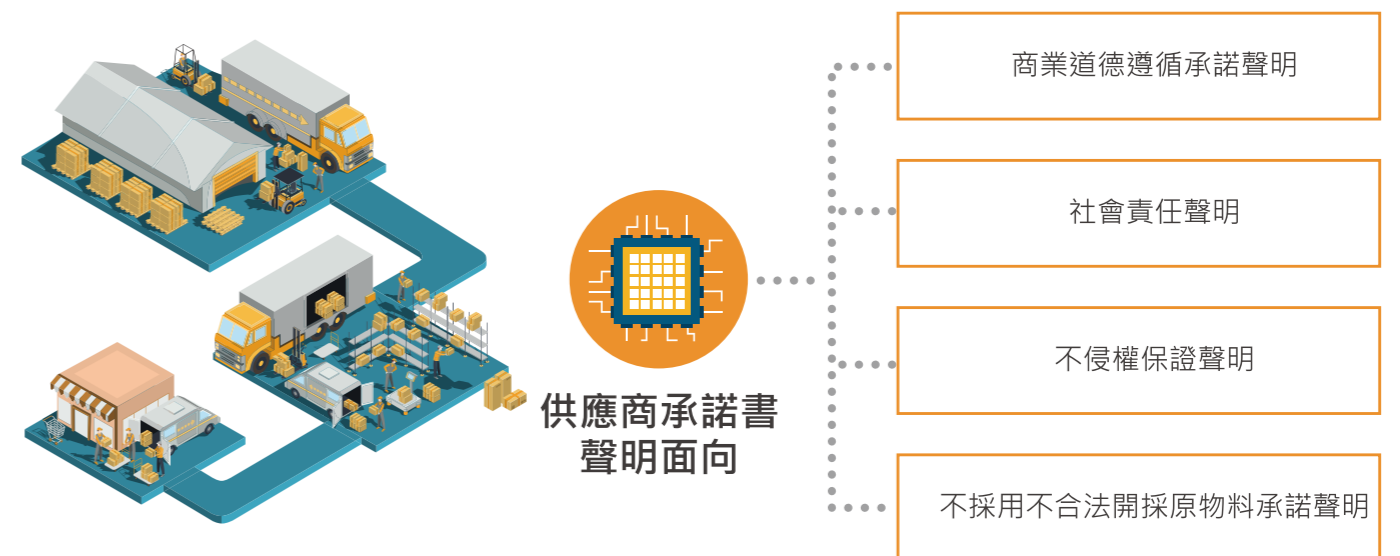 供應商承諾書
聲明面向
商業道德遵循承諾聲明
社會責任聲明
不侵權保證聲明
不採用不合法開採原物料承諾聲明